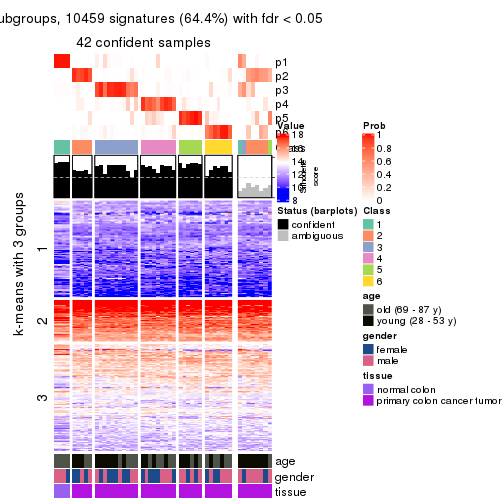 ubgroups, 10459 signatures (64.4%) with fdr < 0.05
42 confident samples
p1
p2
p3
p4
p5
k-means with 3 groups
1
2
3
age
gender
tissue
Value
18
8
score
Status (barplots)
confident
ambiguous
Prob
1
0.8
0.6
0.4
0.2
0
Class
1
2
3
4
5
6
age
old (69 - 87 y)
young (28 - 53 y)
gender
female
male
tissue
normal colon
primary colon cancer tumor